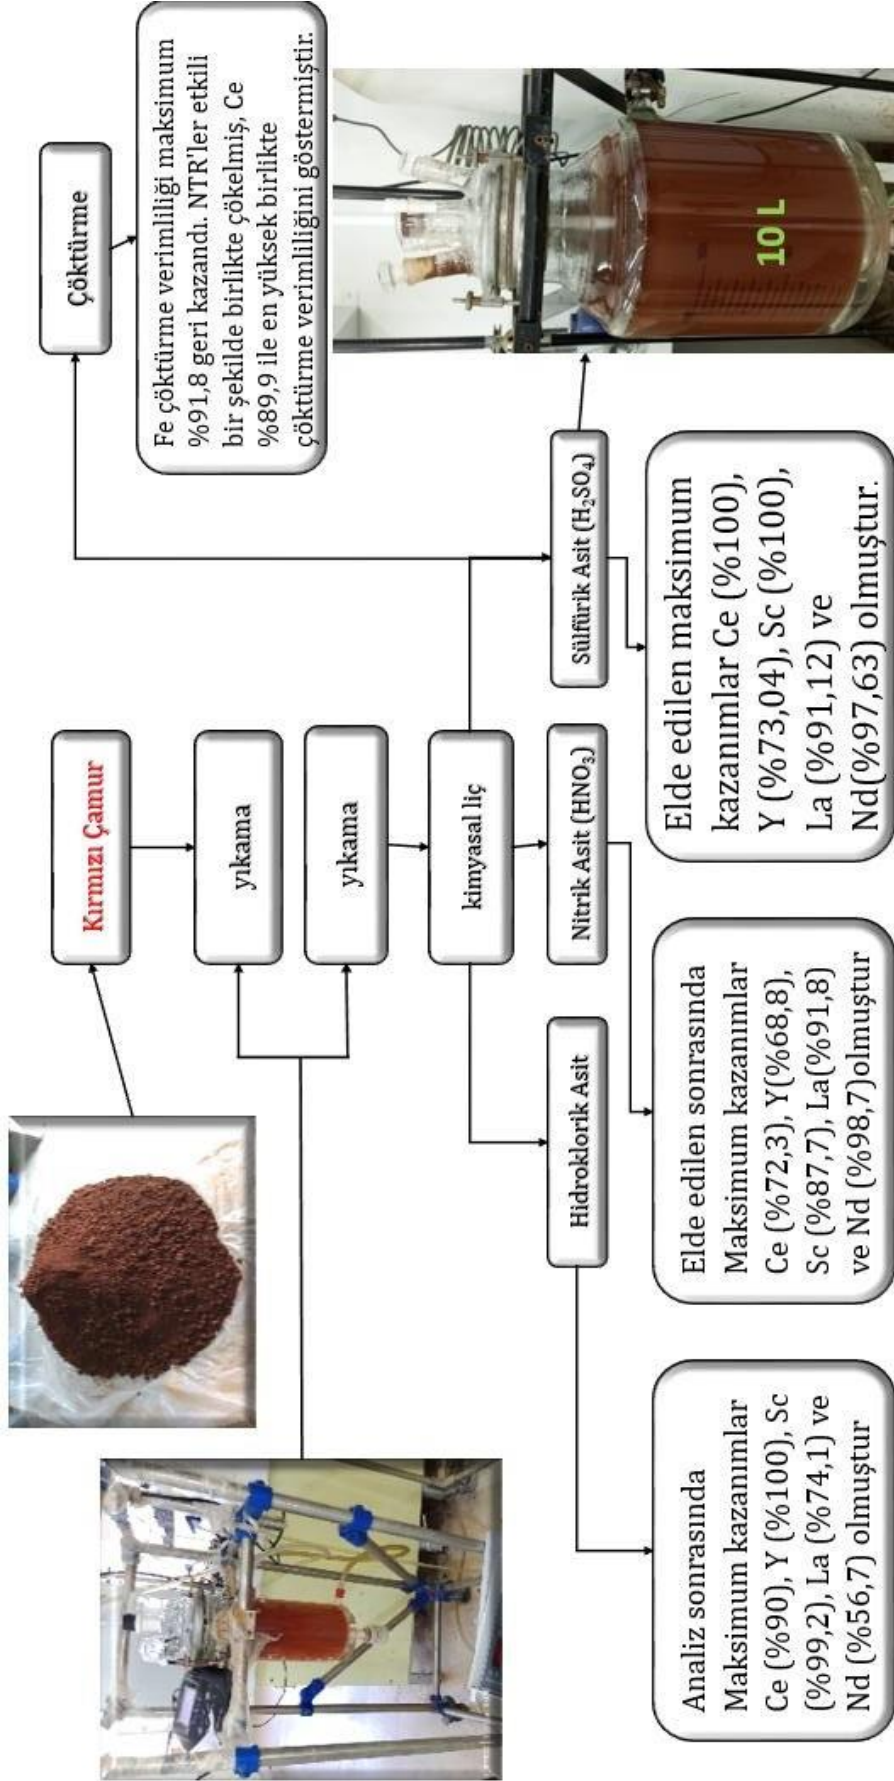 Kırmızı Çamur
yıkama
yıkama
kimyasal liç
Hidroklorik Asit
Nitrik Asit (HNO₃)
Sülfürik Asit (H₂SO₄)
Çöktürme
Fe çöktürme verimliliği maksimum
%91,8 geri kazandı. NTR'ler etkili
bir şekilde birlikte çökelmiş, Ce
%89,9 ile en yüksek birlikte
çöktürme verimliliğini göstermiştir.
10 L
Analiz sonrasında
Maksimum kazanımlar
Ce (%90), Y (%100), Sc
(%99,2), La (%74,1) ve
Nd (%56,7) olmuştur
Elde edilen sonrasında
Maksimum kazanımlar
Ce (%72,3), Y(%68,8),
Sc (%87,7), La(%91,8)
ve Nd (%98,7)olmuştur
Elde edilen maksimum
kazanımlar Ce (%100),
Y (%73,04), Sc (%100),
La (%91,12) ve
Nd(%97,63) olmuştur.